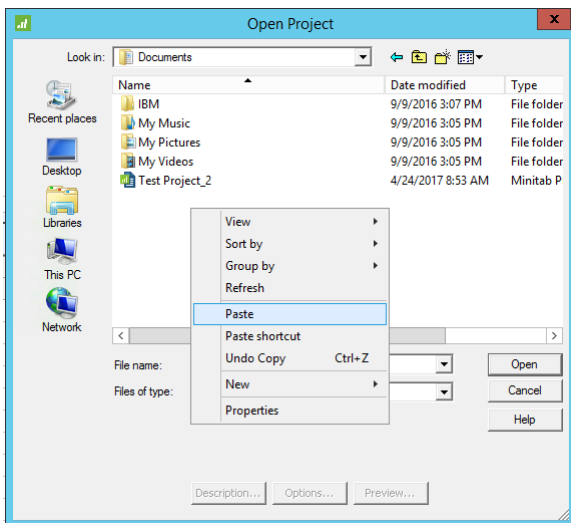 Open Project
x
Look in: Documents
Name Date modified Type
IBM 9/9/2016 3:07 PM File folder
My Music 9/9/2016 3:05 PM File folder
My Pictures 9/9/2016 3:05 PM File folder
My Videos 9/9/2016 3:05 PM File folder
Test Project_2 4/24/2017 8:53 AM Minitab P
Recent places
Desktop
Libraries
This PC
Network
View
Sort by
Group by
Refresh
Paste
Paste shortcut
Undo Copy Ctrl+Z
New
Properties
File name: Open
Files of type: Cancel
Help
Description... Options... Preview...